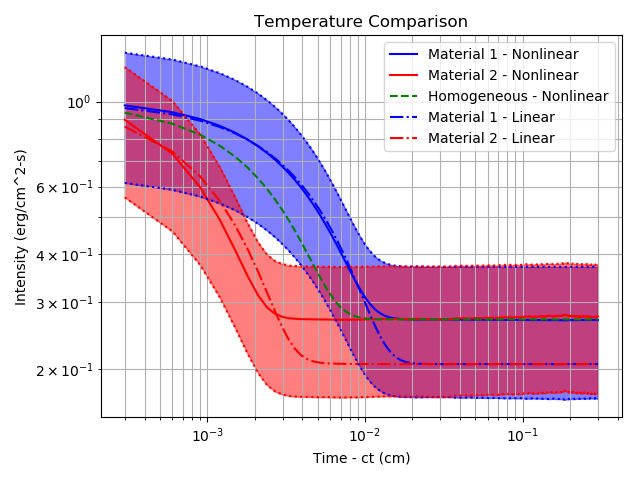 Temperature Comparison
Material 1 - Nonlinear
Material 2 - Nonlinear
Homogeneous - Nonlinear
Material 1 - Linear
Material 2 - Linear
Intensity (erg/cm^2-s)
10⁰
6 × 10⁻¹
4 × 10⁻¹
3 × 10⁻¹
2 × 10⁻¹
10⁻³ 10⁻² 10⁻¹
Time - ct (cm)